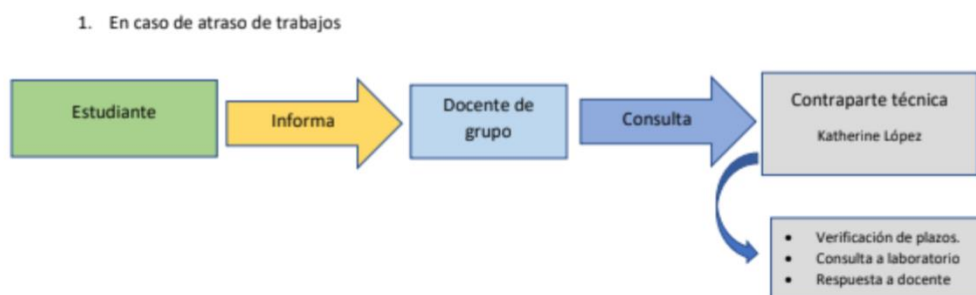 1. En caso de atraso de trabajos
Estudiante
Informa
Docente de
grupo
Consulta
Contraparte técnica
Katherine López
• Verificación de plazos.
• Consulta a laboratorio
• Respuesta a docente